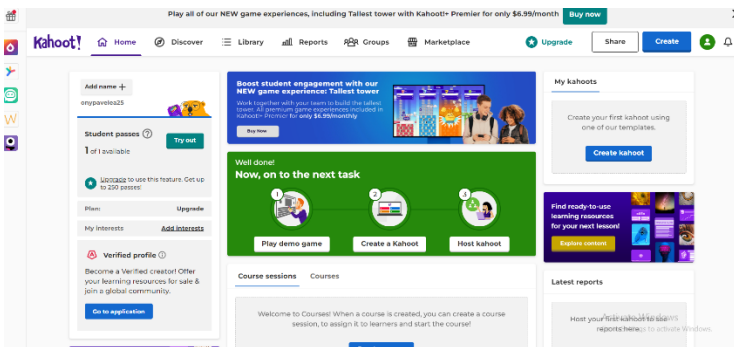 Play all of our NEW game experiences, including Tallest tower with Kahoot!+ Premier for only $6.99/month
Buy now
Kahoot!
Home
Discover
Library
Reports
Groups
Marketplace
Upgrade
Share
Create
Add name +
onypavelea25
Student passes ?
1 of 1 available
Try out
Upgrade to use this feature. Get up
to 250 passes!
Plan:
Upgrade
My interests
Add interests
Verified profile
Become a Verified creator! Offer
your learning resources for sale &
join a global community.
Go to application
Boost student engagement with our
NEW game experience: Tallest tower
Work together with your team to build the tallest
tower. All premium game experiences included in
Kahoot!+ Premier for only $6.99/monthly
Buy Now
Well done!
Now, on to the next task
1
2
3
Play demo game
Create a Kahoot
Host kahoot
Course sessions
Courses
Welcome to Courses! When a course is created, you can create a course
session, to assign it to learners and start the course!
My kahoots
Create your first kahoot using
one of our templates.
Create kahoot
Find ready-to-use
learning resources
for your next lesson!
Explore content
Latest reports
Host your first kahoot to see
reports here.
Activate Windows
to activate Windows.